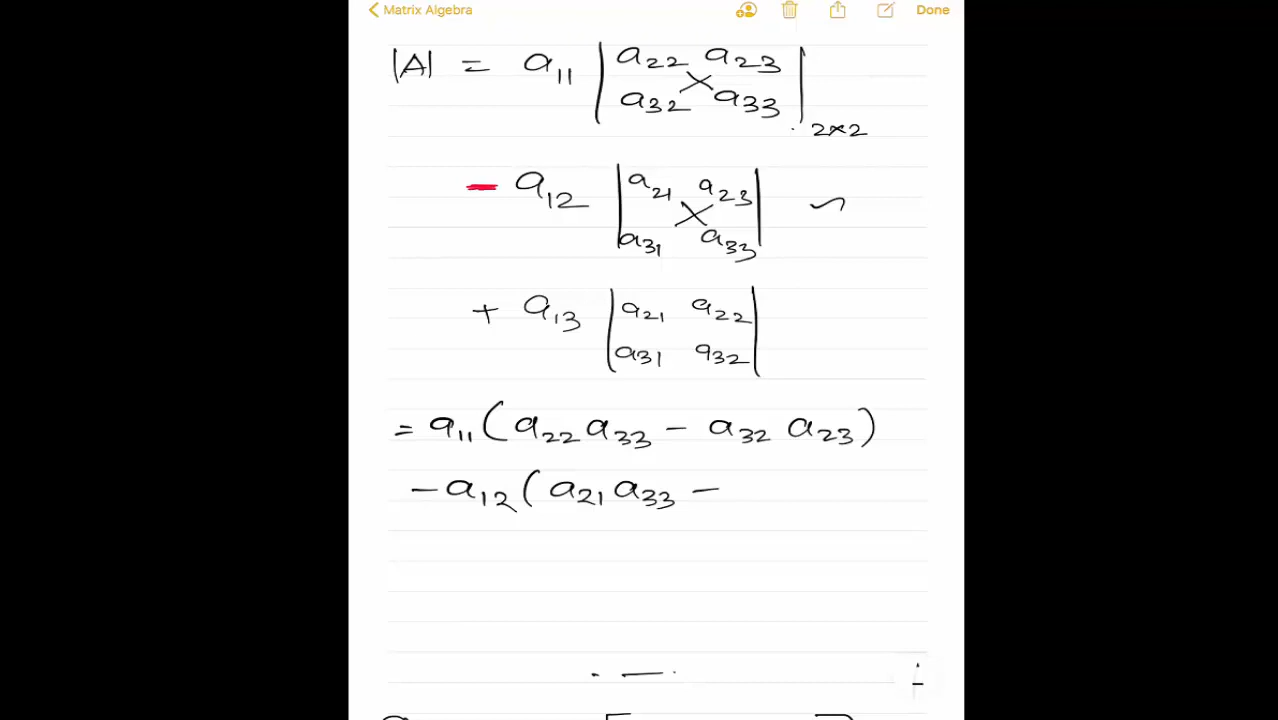 Matrix Algebra Done
|A| = a11 | a22 a23
a32 a33 | 2×2
- a12 | a21 a23
a31 a33 |
+ a13 | a21 a22
a31 a32 |
= a11 ( a22 a33 - a32 a23 )
- a12 ( a21 a33 -